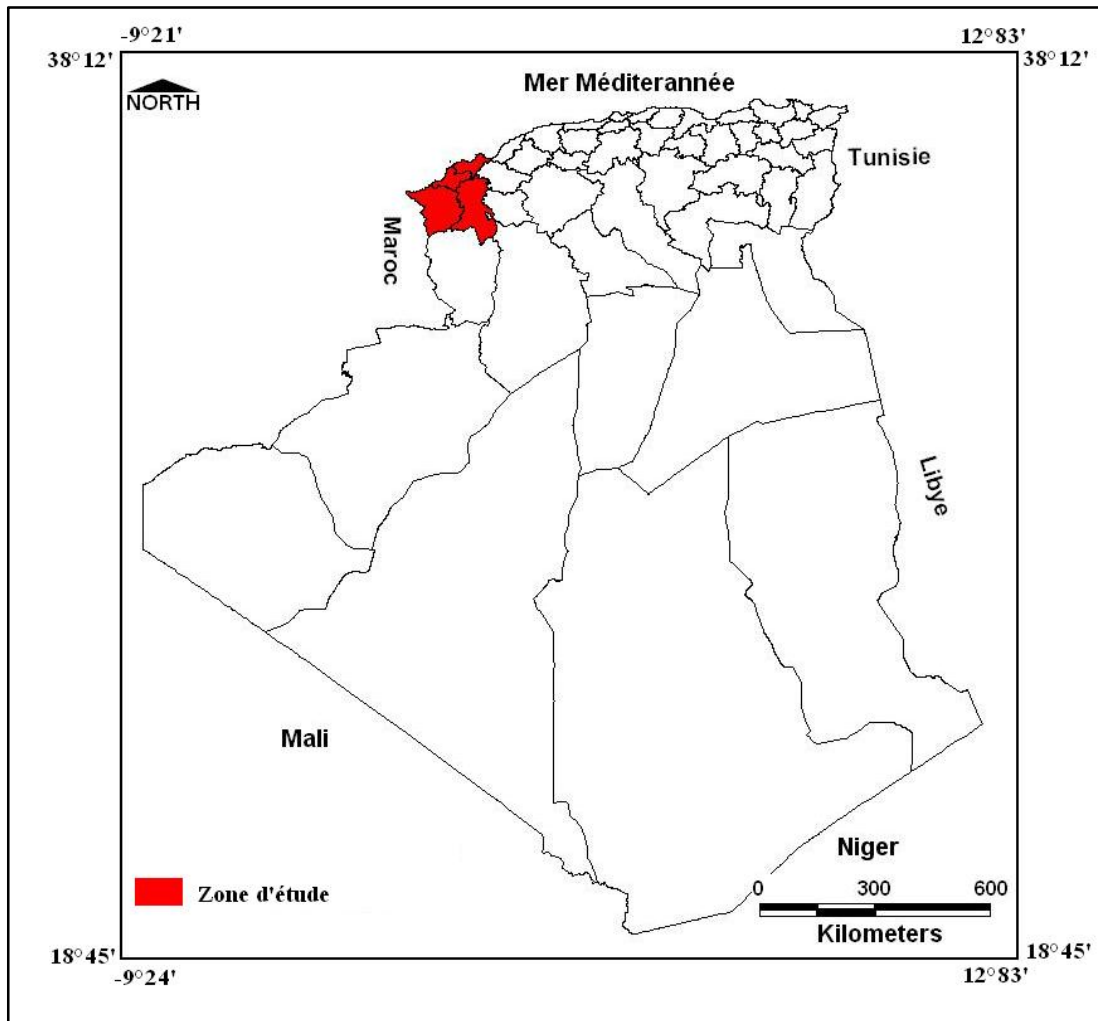 -9°21' 12°83'
38°12' 38°12'
Mer Méditerannée
NORTH
Tunisie
Maroc
Libye
Mali
Niger
Zone d'étude
0 300 600
Kilometers
18°45' 18°45'
-9°24' 12°83'